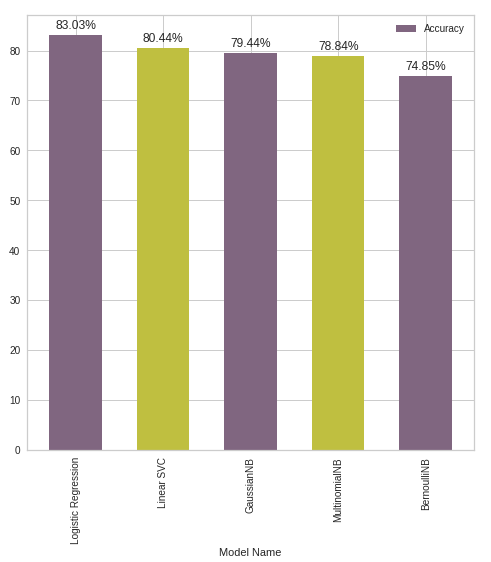 83.03%
80.44%
79.44%
78.84%
74.85%
Accuracy
80
70
60
50
40
30
20
10
0
Logistic Regression
Linear SVC
GaussianNB
MultinomialNB
BernoulliNB
Model Name